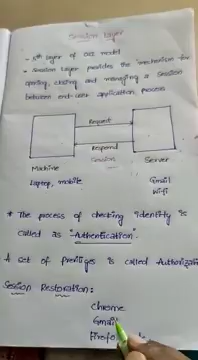 Session Layer
- 5th layer of OSI model
- Session Layer provides the mechanism for
opening, closing and managing a session
between end-user application process
Request
Respond
Session
Machine
Server
Laptop, mobile
Gmail
Wifi
* The process of checking identity is
called as "Authentication".
A set of privileges is called Authorization
Session Restoration:
Chrome
Gmail
Firefox